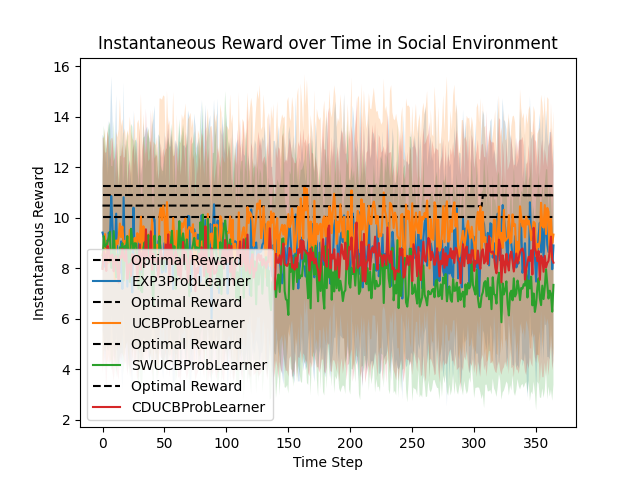 Instantaneous Reward over Time in Social Environment
16
14
12
10
8
6
4
2
Instantaneous Reward
Optimal Reward
EXP3ProbLearner
Optimal Reward
UCBProbLearner
Optimal Reward
SWUCBProbLearner
Optimal Reward
CDUCBProbLearner
0 50 100 150 200 250 300 350
Time Step